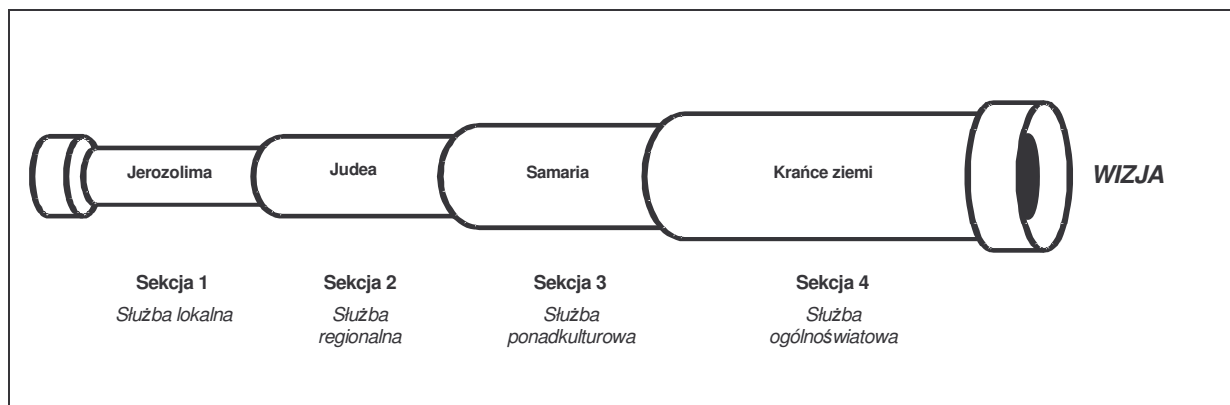 Jerozolima
Judea
Samaria
Krańce ziemi
WIZJA
Sekcja 1
Służba lokalna
Sekcja 2
Służba
regionalna
Sekcja 3
Służba
ponadkulturowa
Sekcja 4
Służba
ogólnoświatowa